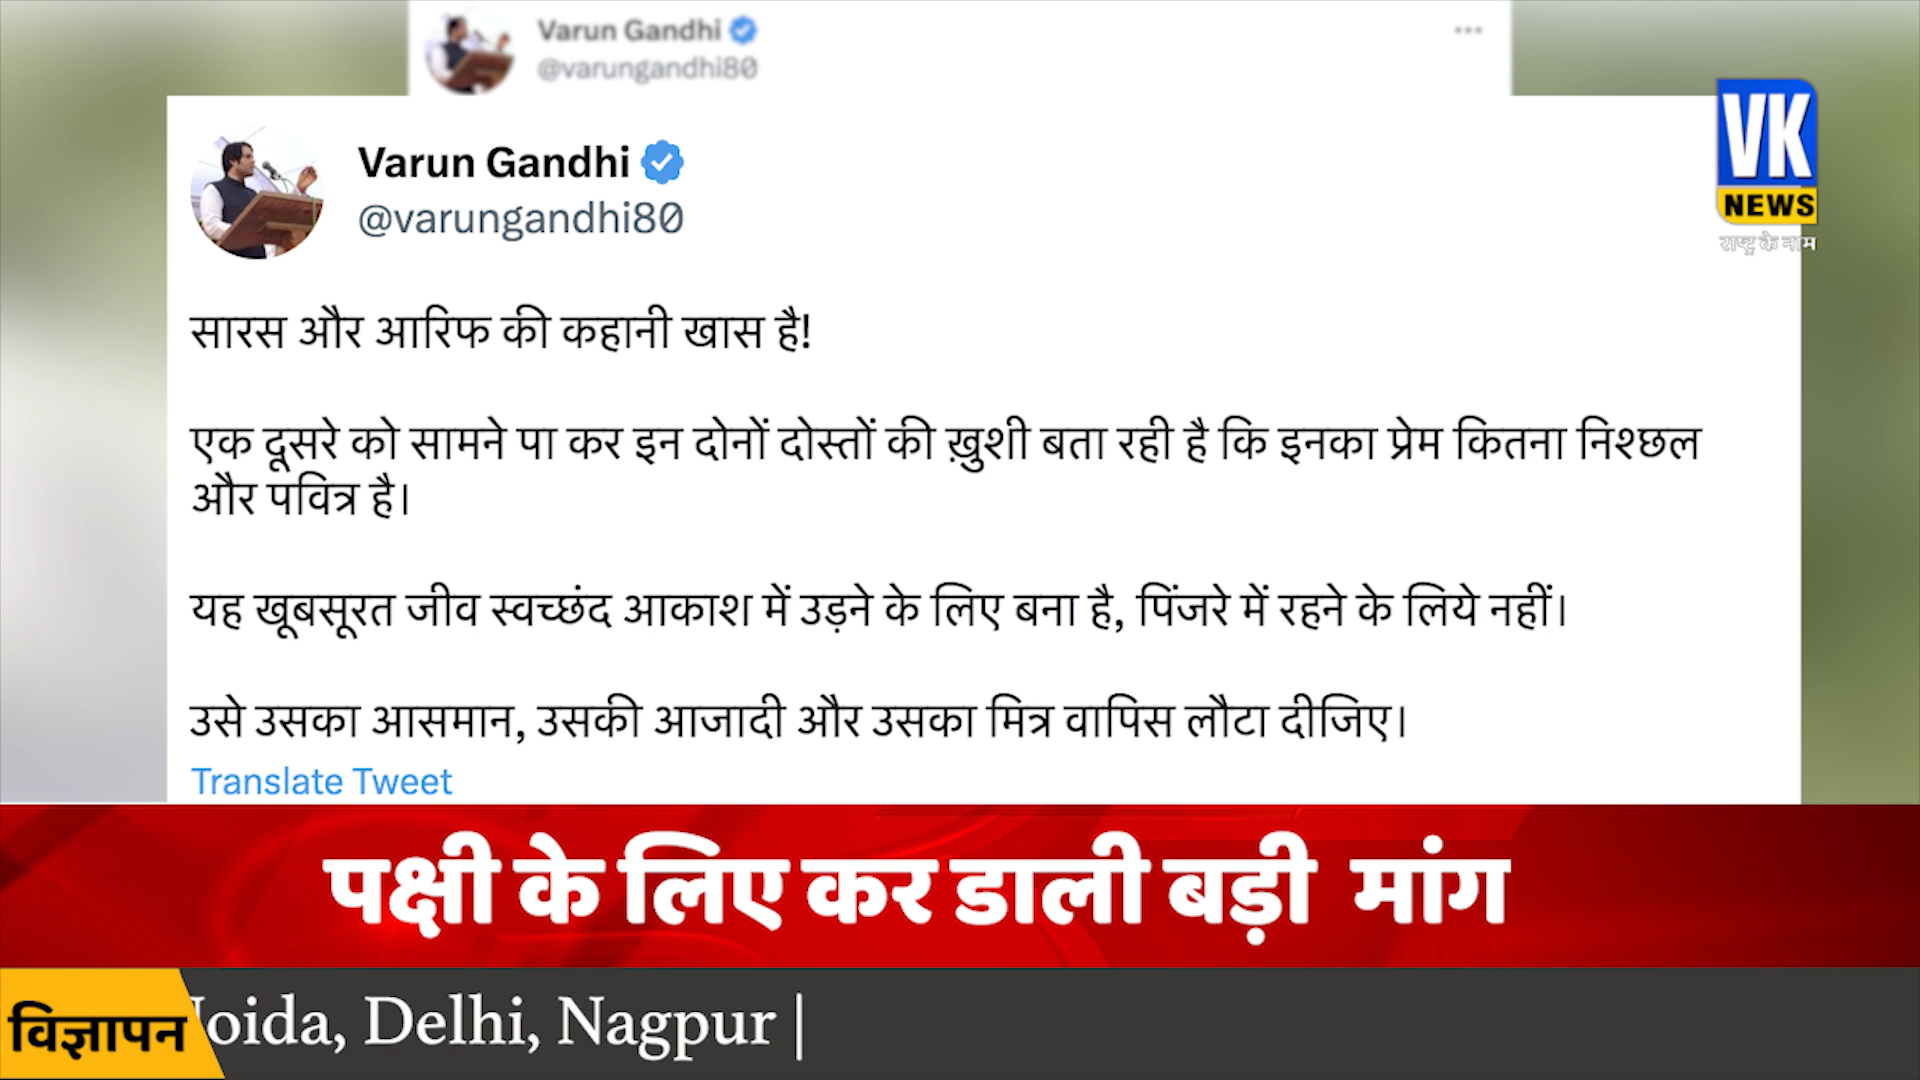 Varun Gandhi
@varungandhi80
Varun Gandhi
@varungandhi80
VK
NEWS
राष्ट्र के नाम
सारस और आरिफ की कहानी खास है!
एक दूसरे को सामने पा कर इन दोनों दोस्तों की ख़ुशी बता रही है कि इनका प्रेम कितना निश्छल
और पवित्र है।
यह खूबसूरत जीव स्वच्छंद आकाश में उड़ने के लिए बना है, पिंजरे में रहने के लिये नहीं।
उसे उसका आसमान, उसकी आजादी और उसका मित्र वापिस लौटा दीजिए।
Translate Tweet
पक्षी के लिए कर डाली बड़ी मांग
विज्ञापन
Delhi, Nagpur |